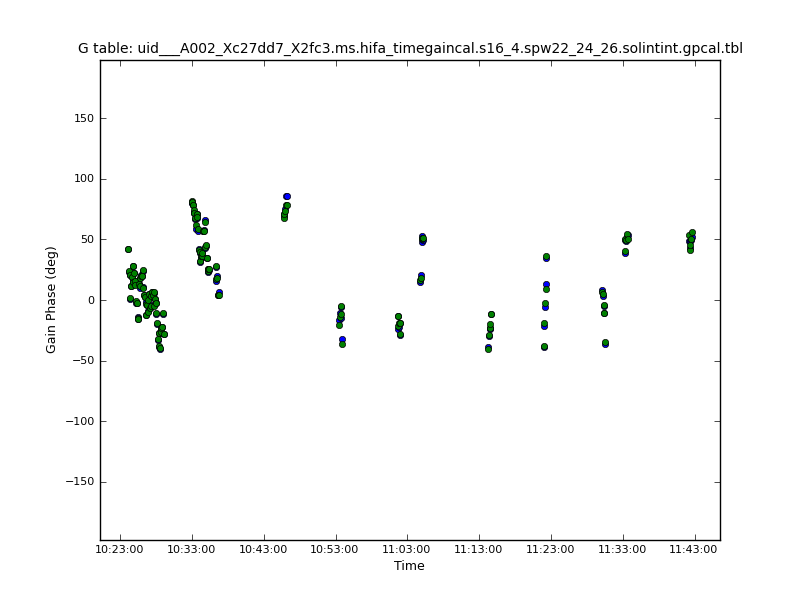 G table: uid___A002_Xc27dd7_X2fc3.ms.hifa_timegaincal.s16_4.spw22_24_26.solintint.gpcal.tbl
150
100
50
0
−50
−100
−150
Gain Phase (deg)
10:23:00 10:33:00 10:43:00 10:53:00 11:03:00 11:13:00 11:23:00 11:33:00 11:43:00
Time